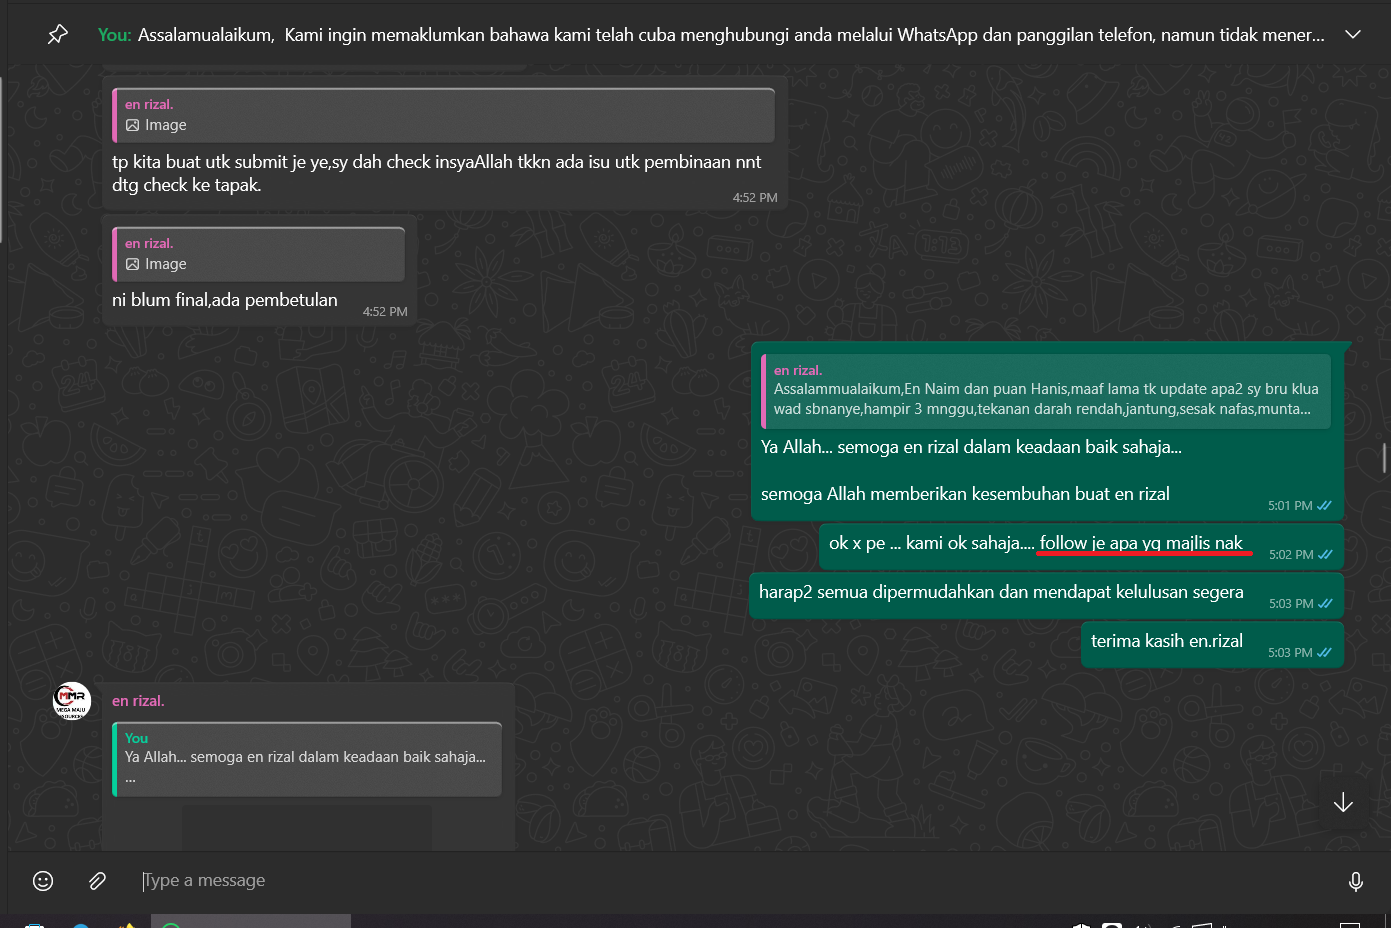 You: Assalamualaikum,  Kami ingin memaklumkan bahawa kami telah cuba menghubungi anda melalui WhatsApp dan panggilan telefon, namun tidak mener...
en rizal.
Image
tp kita buat utk submit je ye,sy dah check insyaAllah tkkn ada isu utk pembinaan nnt
dtg check ke tapak.
4:52 PM
en rizal.
Image
ni blum final,ada pembetulan
4:52 PM
en rizal.
Assalammualaikum,En Naim dan puan Hanis,maaf lama tk update apa2 sy bru klua
wad sbnanye,hampir 3 mnggu,tekanan darah rendah,jantung,sesak nafas,munta...
Ya Allah... semoga en rizal dalam keadaan baik sahaja...
semoga Allah memberikan kesembuhan buat en rizal
5:01 PM
ok x pe ... kami ok sahaja.... follow je apa yg majlis nak
5:02 PM
harap2 semua dipermudahkan dan mendapat kelulusan segera
5:03 PM
terima kasih en.rizal
5:03 PM
MMR
MEGA MAJU
en rizal.
You
Ya Allah... semoga en rizal dalam keadaan baik sahaja...
...
Type a message